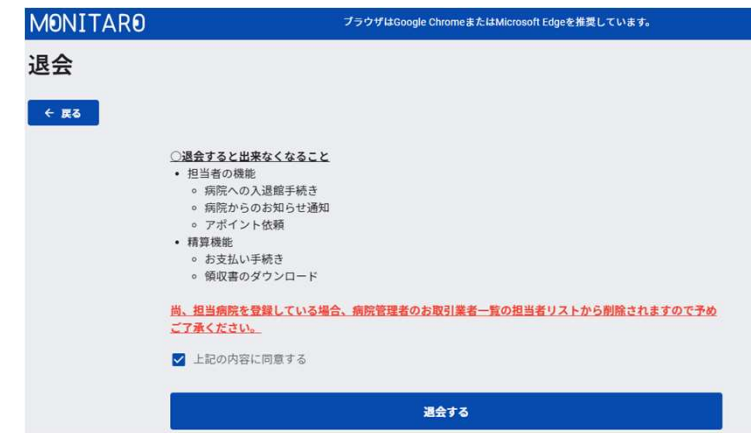 MONITARO
ブラウザはGoogle ChromeまたはMicrosoft Edgeを推奨しています。
退会
← 戻る
○退会すると出来なくなること
• 担当者の機能
◦ 病院への入退館手続き
◦ 病院からのお知らせ通知
◦ アポイント依頼
• 精算機能
◦ お支払い手続き
◦ 領収書のダウンロード
尚、担当病院を登録している場合、病院管理者のお取引業者一覧の担当者リストから削除されますので予め
ご了承ください。
上記の内容に同意する
退会する